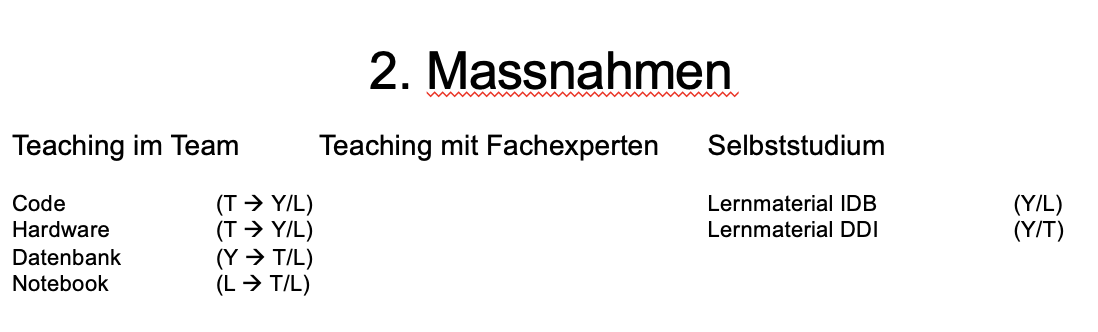 2. Massnahmen
Teaching im Team
Code (T → Y/L)
Hardware (T → Y/L)
Datenbank (Y → T/L)
Notebook (L → T/L)
Teaching mit Fachexperten
Selbststudium
Lernmaterial IDB (Y/L)
Lernmaterial DDI (Y/T)